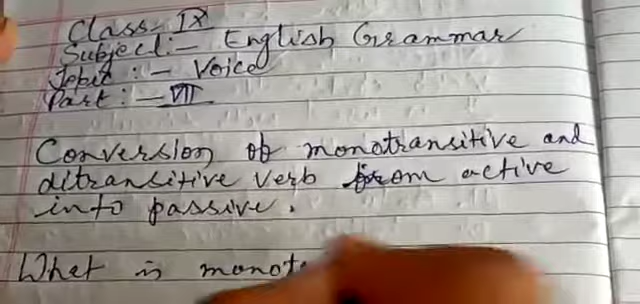 Class - IX
Subject :- English Grammar
Topic :- Voice
Part :- VII
Conversion of monotransitive and
ditransitive verb from active
into passive.
What is monot